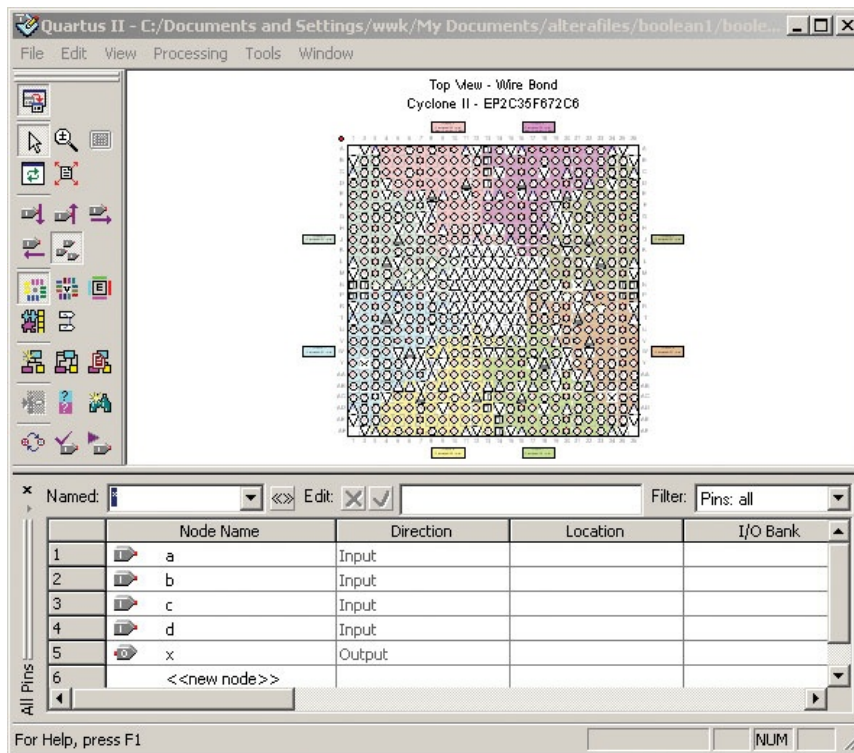 Quartus II - C:/Documents and Settings/wwk/My Documents/alterafiles/boolean1/boole...
File Edit View Processing Tools Window
Top View - Wire Bond
Cyclone II - EP2C35F672C6
Named: * Edit: Filter: Pins: all
Node Name Direction Location I/O Bank
1 a Input
2 b Input
3 c Input
4 d Input
5 x Output
6 <<new node>>
All Pins
For Help, press F1 NUM